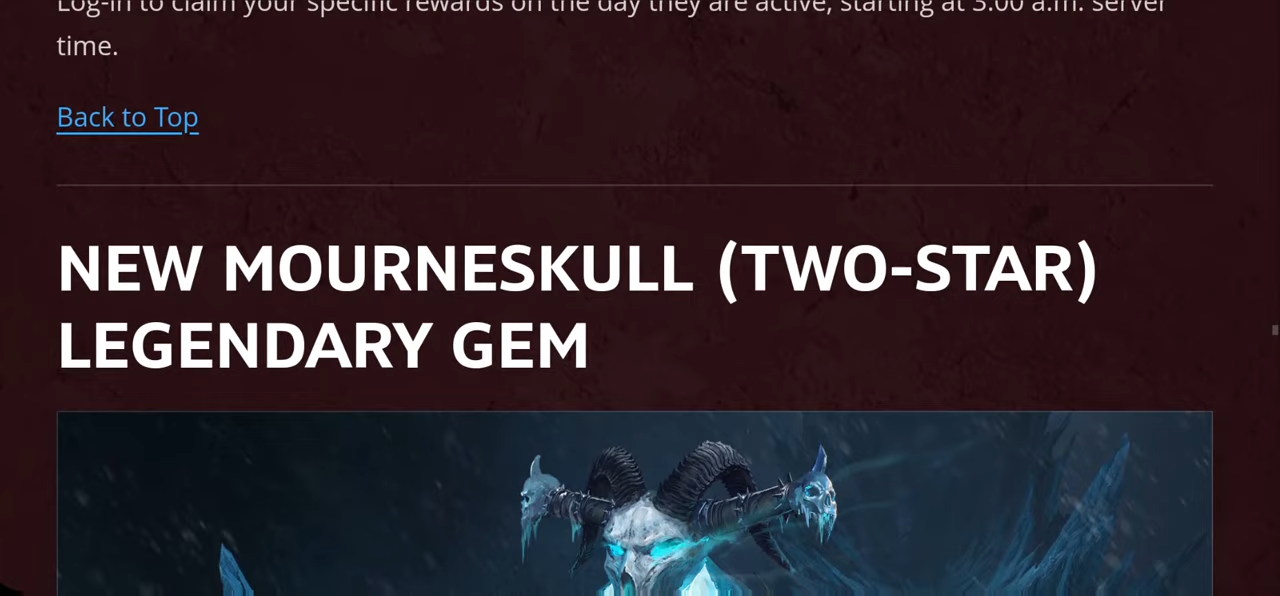 Log-in to claim your specific rewards on the day they are active, starting at 3:00 a.m. server
time.
Back to Top
NEW MOURNESKULL (TWO-STAR)
LEGENDARY GEM